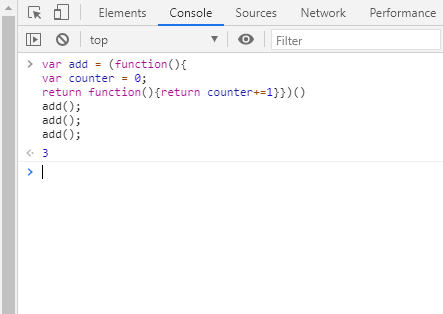 Elements Console Sources Network Performance
top Filter
var add = (function(){
var counter = 0;
return function(){return counter+=1}})()
add();
add();
add();
3